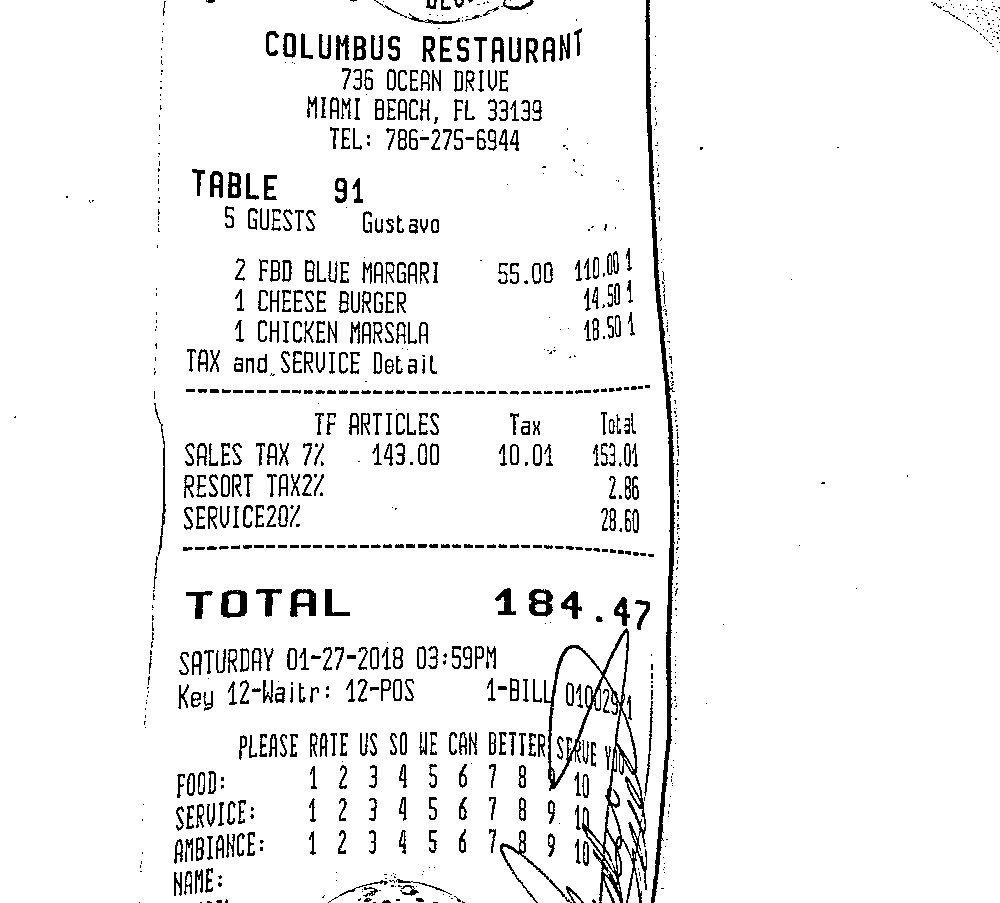 COLUMBUS RESTAURANT
736 OCEAN DRIVE
MIAMI BEACH, FL 33139
TEL: 786-275-6944
TABLE 91
5 GUESTS Gustavo
2 FBD BLUE MARGARI 55.00 110.00 1
1 CHEESE BURGER 14.50 1
1 CHICKEN MARSALA 18.50 1
TAX and SERVICE Detail
TF ARTICLES Tax Total
SALES TAX 7% 143.00 10.01 153.01
RESORT TAX2% 2.86
SERVICE20% 28.60
TOTAL 184.47
SATURDAY 01-27-2018 03:59PM
Key 12-Waitr: 12-POS 1-BILL
PLEASE RATE US SO WE CAN BETTER SERVE YOU
FOOD: 1 2 3 4 5 6 7 8 9 10
SERVICE: 1 2 3 4 5 6 7 8 9 10
AMBIANCE: 1 2 3 4 5 6 7 8 9 10
NAME: